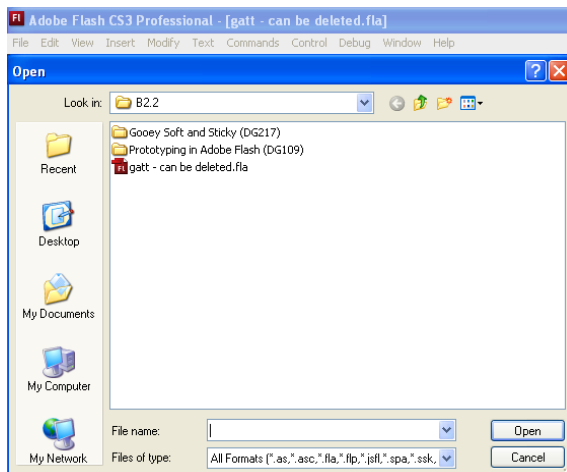 Fl Adobe Flash CS3 Professional - [gatt - can be deleted.fla]
File Edit View Insert Modify Text Commands Control Debug Window Help
Open
Look in: B2.2
Gooey Soft and Sticky (DG217)
Prototyping in Adobe Flash (DG109)
gatt - can be deleted.fla
Recent
Desktop
My Documents
My Computer
My Network
File name:
Open
Files of type: All Formats (*.as,*.asc,*.fla,*.flp,*.jsfl,*.spa,*.ssk,
Cancel